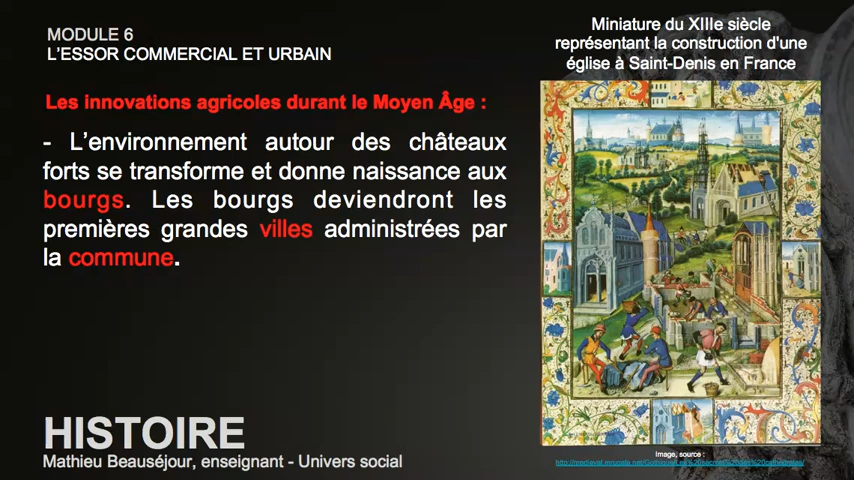 MODULE 6
L'ESSOR COMMERCIAL ET URBAIN
Miniature du XIIIe siècle
représentant la construction d'une
église à Saint-Denis en France
Les innovations agricoles durant le Moyen Âge :
- L'environnement autour des châteaux
forts se transforme et donne naissance aux
bourgs. Les bourgs deviendront les
premières grandes villes administrées par
la commune.
HISTOIRE
Mathieu Beauséjour, enseignant - Univers social
Image, source :